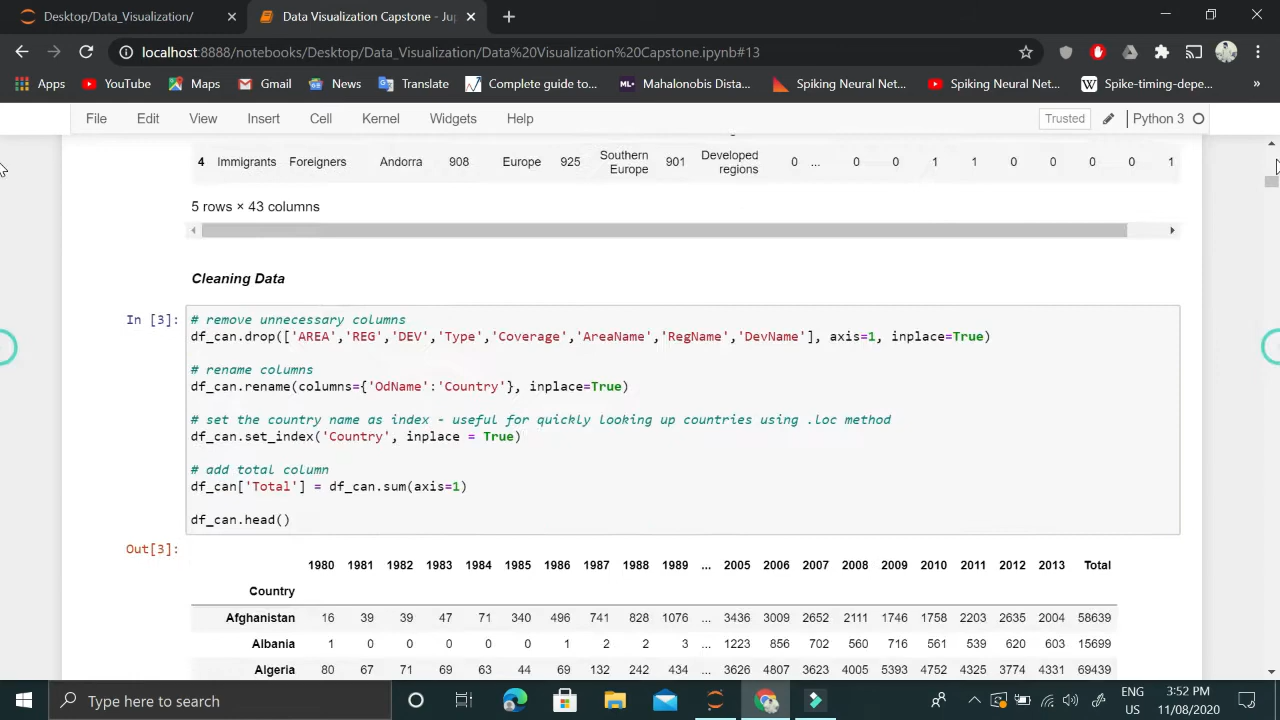 Desktop/Data_Visualization/
Data Visualization Capstone - Jup
localhost:8888/notebooks/Desktop/Data_Visualization/Data%20Visualization%20Capstone.ipynb#13
Apps YouTube Maps Gmail News Translate Complete guide to... ML+ Mahalonobis Dista... Spiking Neural Net... Spiking Neural Net... W Spike-timing-depe... »
File Edit View Insert Cell Kernel Widgets Help Trusted Python 3
4 Immigrants Foreigners Andorra 908 Europe 925 Southern Europe 901 Developed regions 0 ... 0 0 1 1 0 0 0 0 1
5 rows × 43 columns
Cleaning Data
In [3]:
# remove unnecessary columns
df_can.drop(['AREA','REG','DEV','Type','Coverage','AreaName','RegName','DevName'], axis=1, inplace=True)
# rename columns
df_can.rename(columns={'OdName':'Country'}, inplace=True)
# set the country name as index - useful for quickly looking up countries using .loc method
df_can.set_index('Country', inplace = True)
# add total column
df_can['Total'] = df_can.sum(axis=1)
df_can.head()
Out[3]:
1980 1981 1982 1983 1984 1985 1986 1987 1988 1989 ... 2005 2006 2007 2008 2009 2010 2011 2012 2013 Total
Country
Afghanistan 16 39 39 47 71 340 496 741 828 1076 ... 3436 3009 2652 2111 1746 1758 2203 2635 2004 58639
Albania 1 0 0 0 0 0 1 2 2 3 ... 1223 856 702 560 716 561 539 620 603 15699
Algeria 80 67 71 69 63 44 69 132 242 434 ... 3626 4807 3623 4005 5393 4752 4325 3774 4331 69439
Type here to search
ENG 3:52 PM
US 11/08/2020